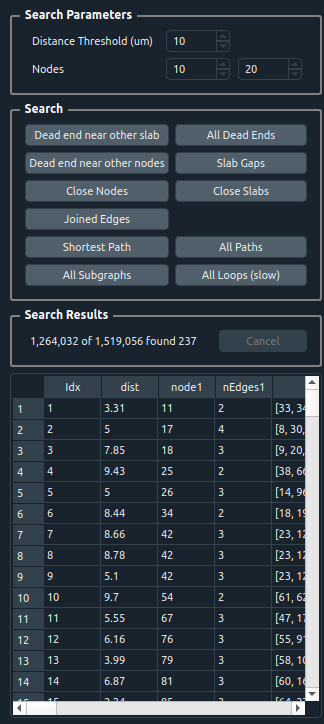 Search Parameters
Distance Threshold (um) 10
Nodes 10 20
Search
Dead end near other slab All Dead Ends
Dead end near other nodes Slab Gaps
Close Nodes Close Slabs
Joined Edges
Shortest Path All Paths
All Subgraphs All Loops (slow)
Search Results
1,264,032 of 1,519,056 found 237 Cancel
Idx dist node1 nEdges1
1 1 3.31 11 2 [33, 34
2 2 5 17 4 [8, 30,
3 3 7.85 18 3 [9, 20,
4 4 9.43 25 2 [38, 66
5 5 5 26 3 [14, 96
6 6 8.44 34 2 [18, 19
7 7 8.66 42 3 [23, 12
8 8 8.78 42 3 [23, 12
9 9 5.1 42 3 [23, 12
10 10 9.7 54 2 [61, 62
11 11 5.55 67 3 [47, 17
12 12 6.16 76 3 [55, 91
13 13 3.99 79 3 [58, 10
14 14 6.87 81 3 [60, 16